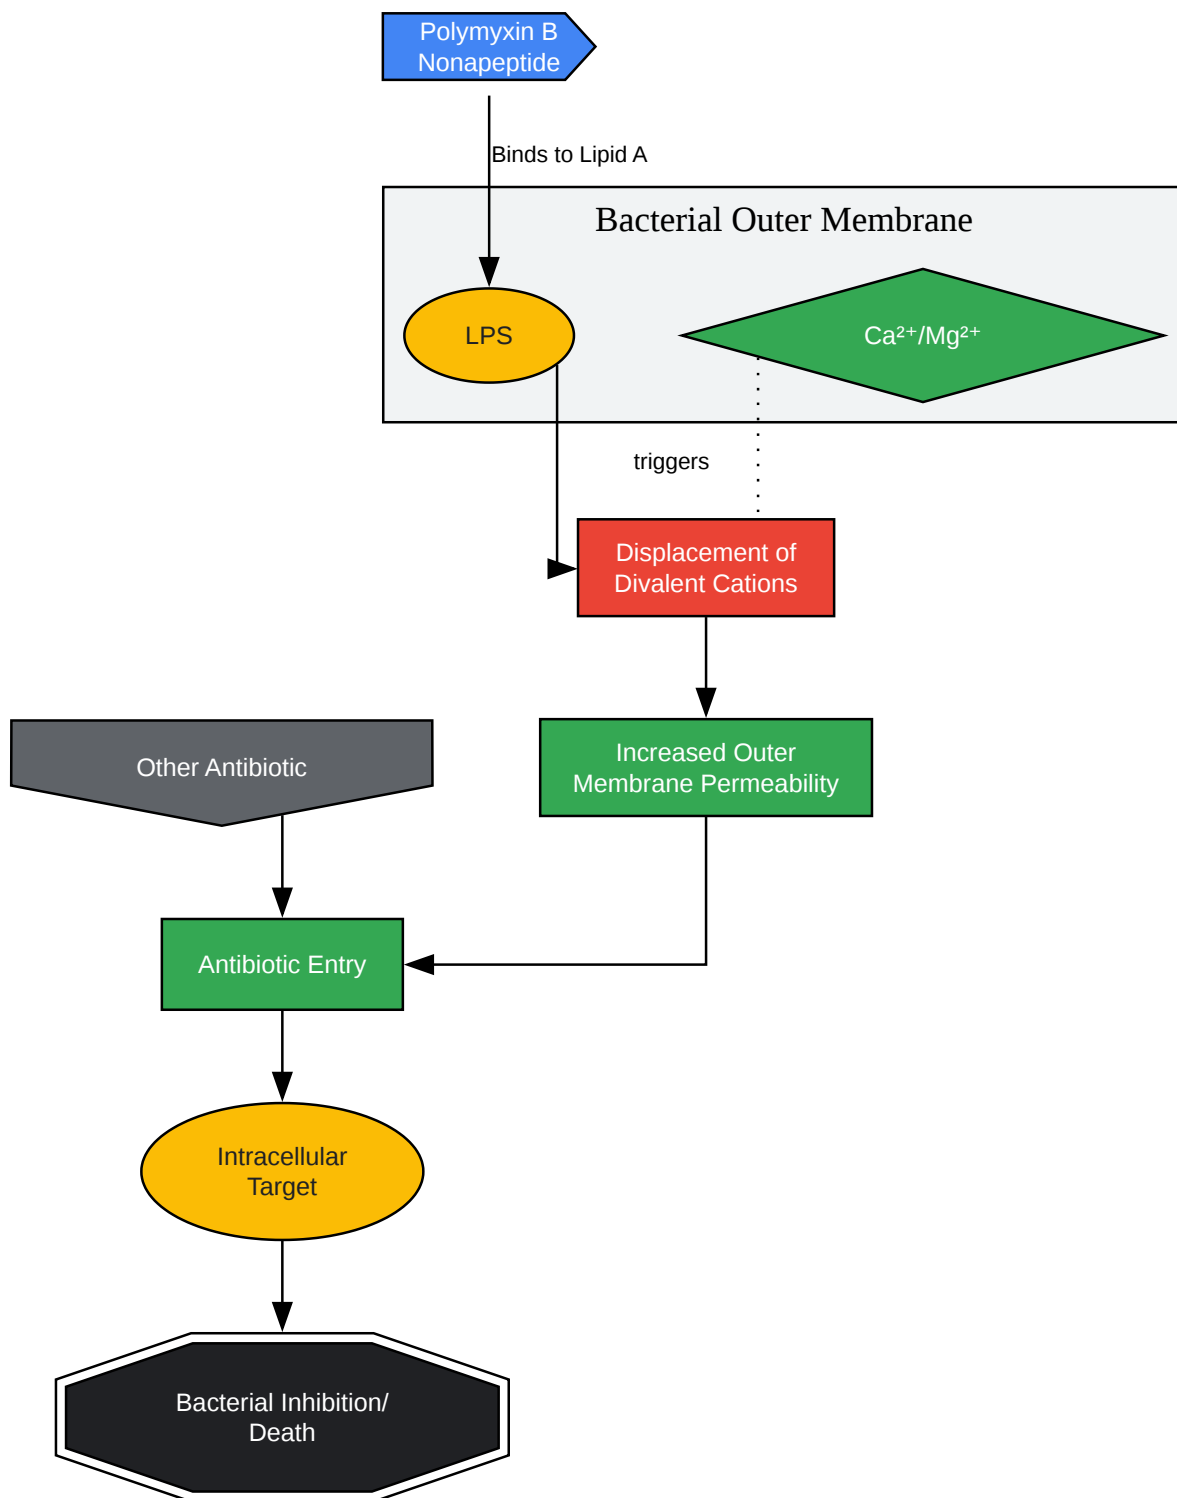 Polymyxin B
Nonapeptide
Binds to Lipid A
Bacterial Outer Membrane
LPS
Ca²⁺/Mg²⁺
triggers
Displacement of
Divalent Cations
Increased Outer
Membrane Permeability
Other Antibiotic
Antibiotic Entry
Intracellular
Target
Bacterial Inhibition/
Death